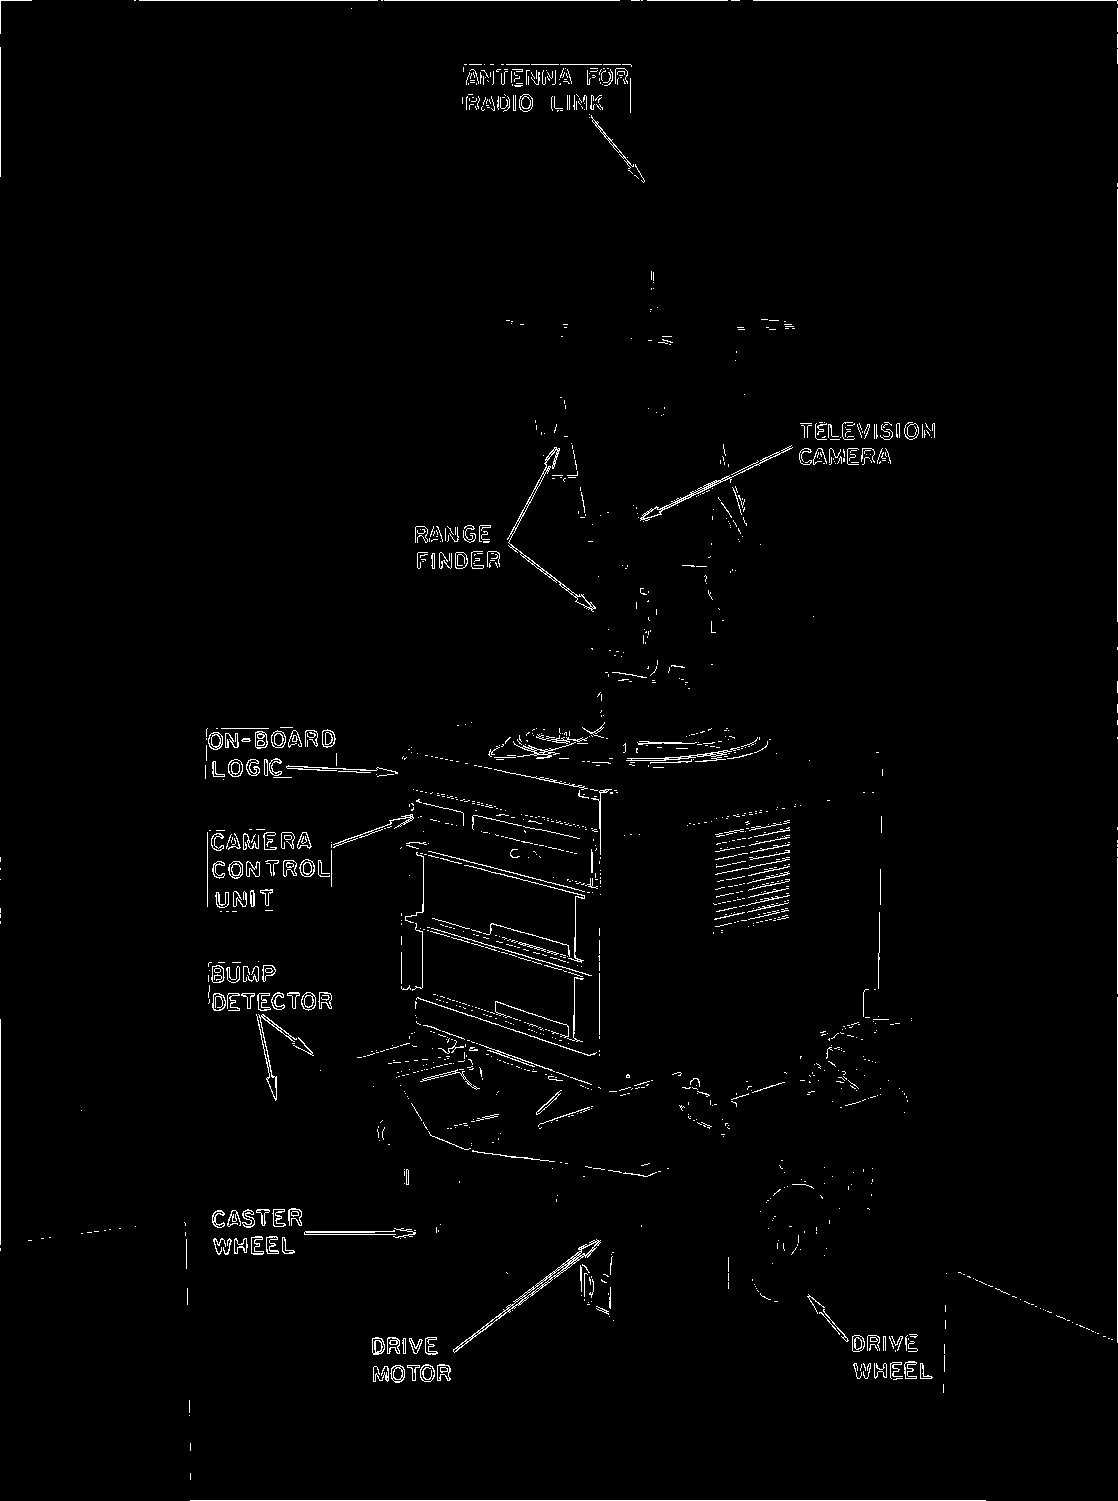 ANTENNA FOR
RADIO LINK
TELEVISION
CAMERA
RANGE
FINDER
ON-BOARD
LOGIC
CAMERA
CONTROL
UNIT
BUMP
DETECTOR
CASTER
WHEEL
DRIVE
MOTOR
DRIVE
WHEEL